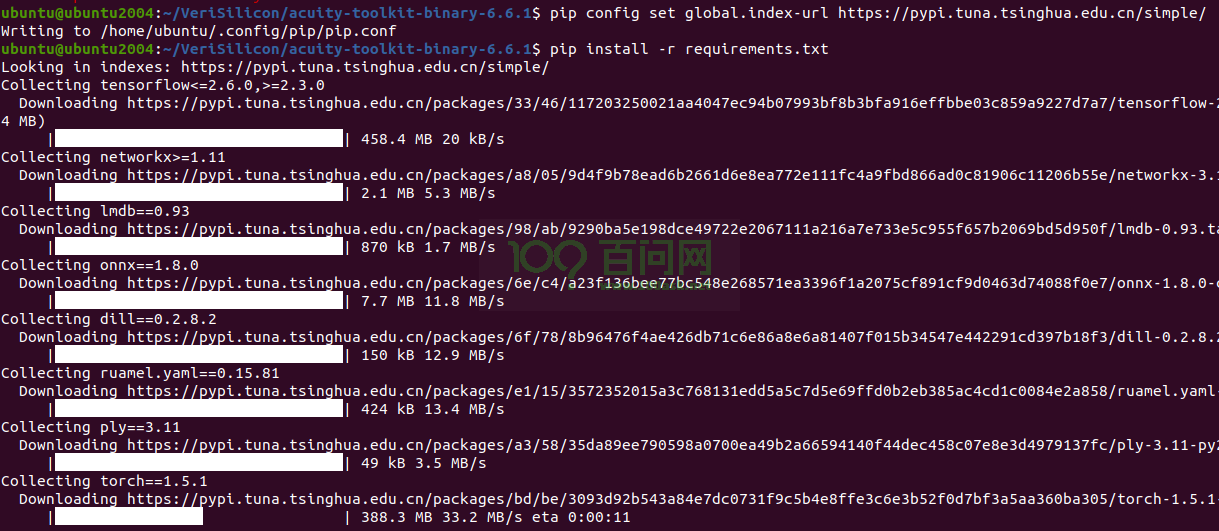 ubuntu@ubuntu2004:~/VeriSilicon/acuity-toolkit-binary-6.6.1$ pip config set global.index-url https://pypi.tuna.tsinghua.edu.cn/simple/
Writing to /home/ubuntu/.config/pip/pip.conf
ubuntu@ubuntu2004:~/VeriSilicon/acuity-toolkit-binary-6.6.1$ pip install -r requirements.txt
Looking in indexes: https://pypi.tuna.tsinghua.edu.cn/simple/
Collecting tensorflow<=2.6.0,>=2.3.0
Downloading https://pypi.tuna.tsinghua.edu.cn/packages/33/46/117203250021aa4047ec94b07993bf8b3bfa916effbbe03c859a9227d7a7/tensorflow-2
4 MB)
| | 458.4 MB 20 kB/s
Collecting networkx>=1.11
Downloading https://pypi.tuna.tsinghua.edu.cn/packages/a8/05/9d4f9b78ead6b2661d6e8ea772e111fc4a9fbd866ad0c81906c11206b55e/networkx-3.1
| | 2.1 MB 5.3 MB/s
Collecting lmdb==0.93
Downloading https://pypi.tuna.tsinghua.edu.cn/packages/98/ab/9290ba5e198dce49722e2067111a216a7e733e5c955f657b2069bd5d950f/lmdb-0.93.ta
| | 870 kB 1.7 MB/s
100 百问网
Collecting onnx==1.8.0
Downloading https://pypi.tuna.tsinghua.edu.cn/packages/6e/c4/a23f136bee77bc548e268571ea3396f1a2075cf891cf9d0463d74088f0e7/onnx-1.8.0-c
| | 7.7 MB 11.8 MB/s
Collecting dill==0.2.8.2
Downloading https://pypi.tuna.tsinghua.edu.cn/packages/6f/78/8b96476f4ae426db71c6e86a8e6a81407f015b34547e442291cd397b18f3/dill-0.2.8.2
| | 150 kB 12.9 MB/s
Collecting ruamel.yaml==0.15.81
Downloading https://pypi.tuna.tsinghua.edu.cn/packages/e1/15/3572352015a3c768131edd5a5c7d5e69ffd0b2eb385ac4cd1c0084e2a858/ruamel.yaml-
| | 424 kB 13.4 MB/s
Collecting ply==3.11
Downloading https://pypi.tuna.tsinghua.edu.cn/packages/a3/58/35da89ee790598a0700ea49b2a66594140f44dec458c07e8e3d4979137fc/ply-3.11-py2
| | 49 kB 3.5 MB/s
Collecting torch==1.5.1
Downloading https://pypi.tuna.tsinghua.edu.cn/packages/bd/be/3093d92b543a84e7dc0731f9c5b4e8ffe3c6e3b52f0d7bf3a5aa360ba305/torch-1.5.1-
| | 388.3 MB 33.2 MB/s eta 0:00:11